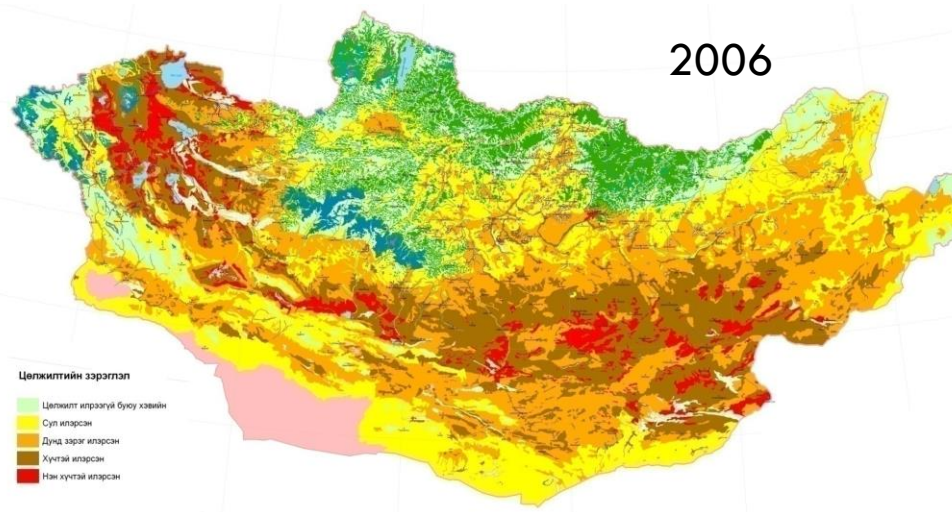 2006
Цөлжилтийн зэрэглэл
Цөлжилт илрээгүй буюу хэвийн
Сул илэрсэн
Дунд зэрэг илэрсэн
Хүчтэй илэрсэн
Нэн хүчтэй илэрсэн